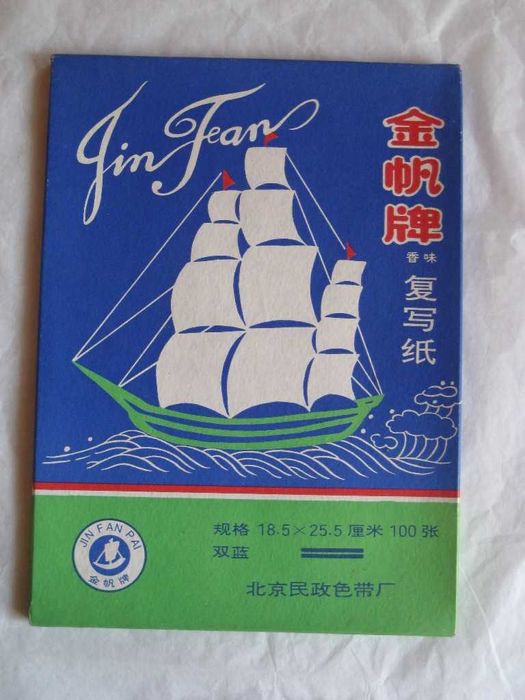 Jin Fean
金帆牌
香味
复写纸
规格 18.5×25.5 厘米 100 张
双蓝
北京民政色带厂
JIN FAN PAI
金帆牌